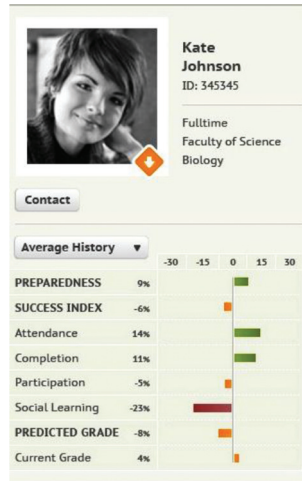 Kate
Johnson
ID: 345345
Fulltime
Faculty of Science
Biology
Contact
Average History
-30 -15 0 15 30
PREPAREDNESS 9%
SUCCESS INDEX -6%
Attendance 14%
Completion 11%
Participation -5%
Social Learning -23%
PREDICTED GRADE -8%
Current Grade 4%